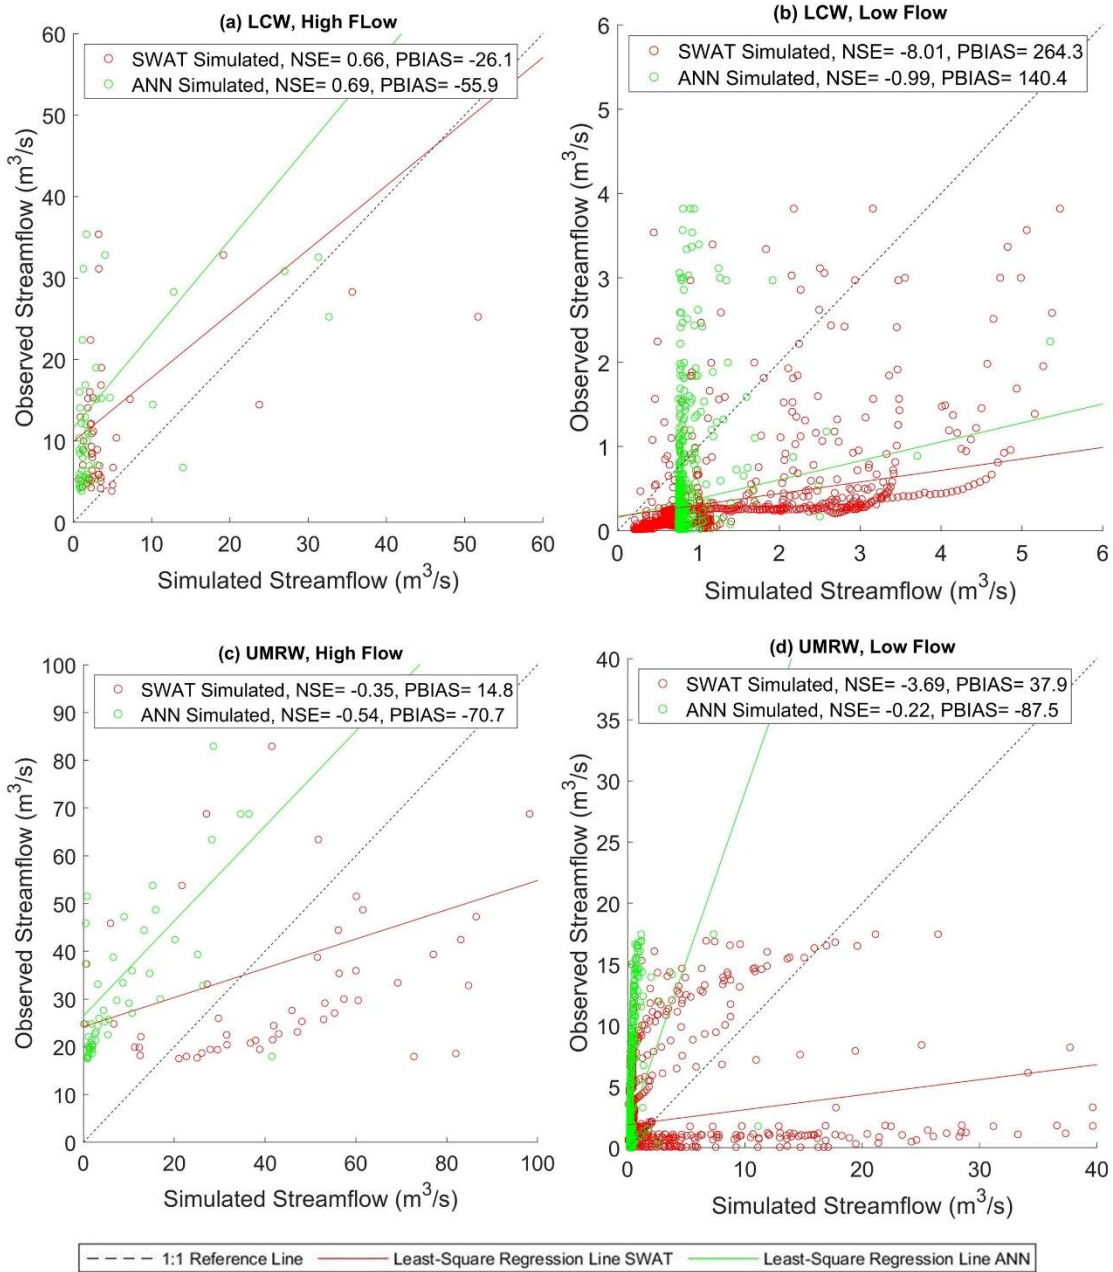 (a) LCW, High FLow
SWAT Simulated, NSE= 0.66, PBIAS= -26.1
ANN Simulated, NSE= 0.69, PBIAS= -55.9
60
50
40
30
20
10
0
Observed Streamflow (m³/s)
0 10 20 30 40 50 60
Simulated Streamflow (m³/s)
(b) LCW, Low Flow
SWAT Simulated, NSE= -8.01, PBIAS= 264.3
ANN Simulated, NSE= -0.99, PBIAS= 140.4
6
5
4
3
2
1
0
Observed Streamflow (m³/s)
0 1 2 3 4 5 6
Simulated Streamflow (m³/s)
(c) UMRW, High Flow
SWAT Simulated, NSE= -0.35, PBIAS= 14.8
ANN Simulated, NSE= -0.54, PBIAS= -70.7
100
90
80
70
60
50
40
30
20
10
0
Observed Streamflow (m³/s)
0 20 40 60 80 100
Simulated Streamflow (m³/s)
(d) UMRW, Low Flow
SWAT Simulated, NSE= -3.69, PBIAS= 37.9
ANN Simulated, NSE= -0.22, PBIAS= -87.5
40
35
30
25
20
15
10
5
0
Observed Streamflow (m³/s)
0 10 20 30 40
Simulated Streamflow (m³/s)
1:1 Reference Line Least-Square Regression Line SWAT Least-Square Regression Line ANN